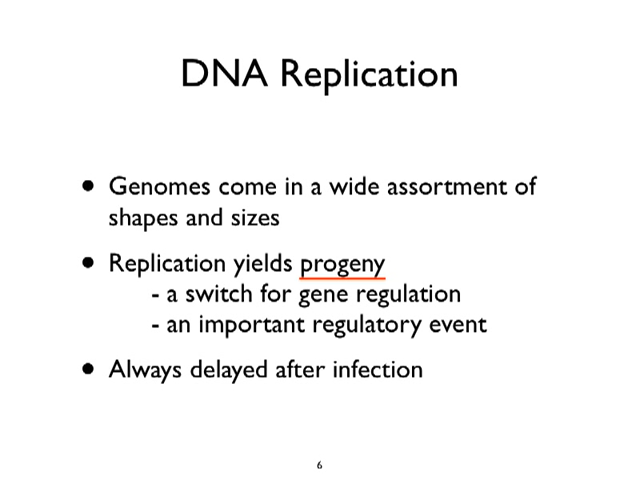 DNA Replication
• Genomes come in a wide assortment of
shapes and sizes
• Replication yields progeny
- a switch for gene regulation
- an important regulatory event
• Always delayed after infection
6